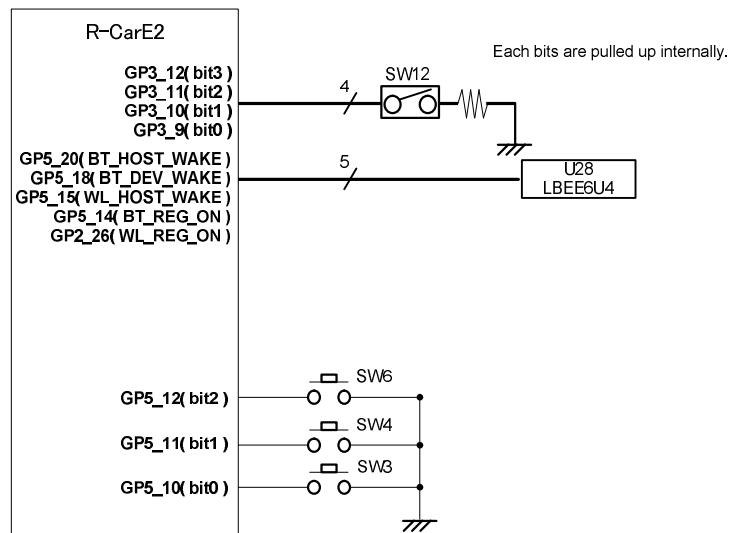 R-CarE2
Each bits are pulled up internally.
GP3_12( bit3 )
GP3_11( bit2 )
GP3_10( bit1 )
GP3_9( bit0 )
4
SW12
GP5_20( BT_HOST_WAKE )
GP5_18( BT_DEV_WAKE )
GP5_15( WL_HOST_WAKE )
GP5_14( BT_REG_ON )
GP2_26( WL_REG_ON )
5
U28
LBEE6U4
GP5_12( bit2 )
SW6
GP5_11( bit1 )
SW4
GP5_10( bit0 )
SW3